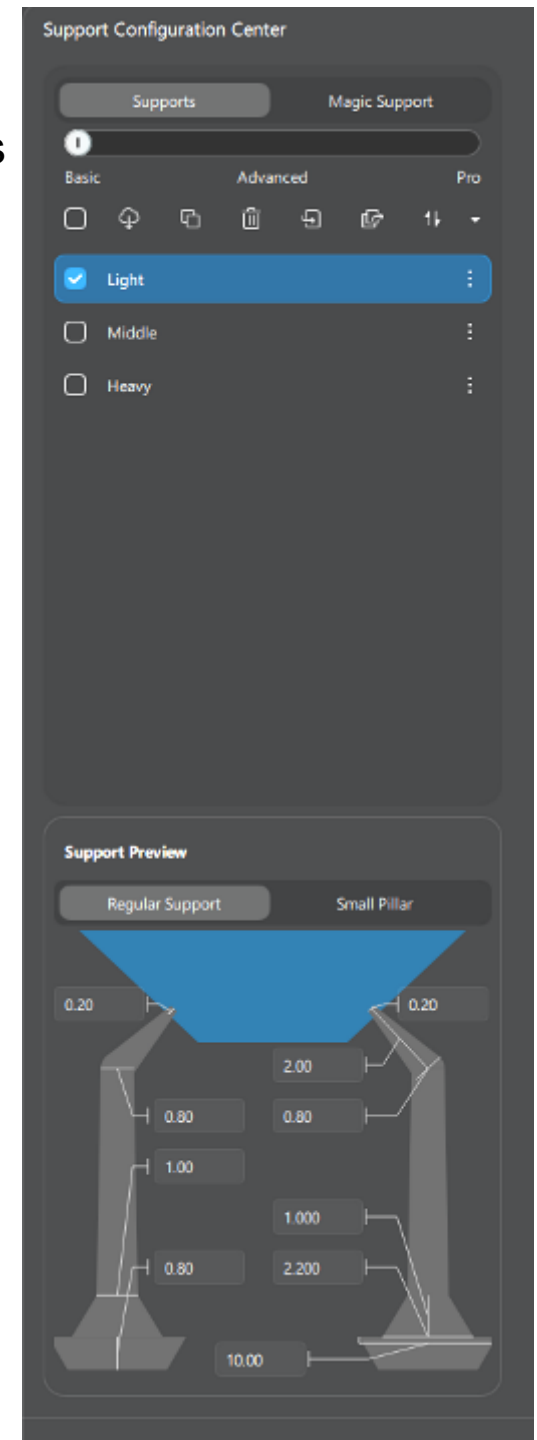 Support Configuration Center
s
Supports Magic Support
Basic Advanced Pro
Light
Middle
Heavy
Support Preview
Regular Support Small Pillar
0.20 0.20
2.00
0.80 0.80
1.00
1.000
0.80 2.200
10.00